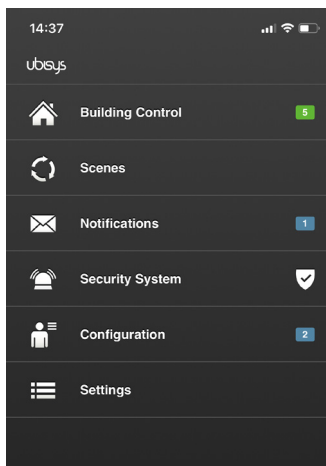 14:37
ubisys
Building Control 5
Scenes
Notifications 1
Security System
Configuration 2
Settings